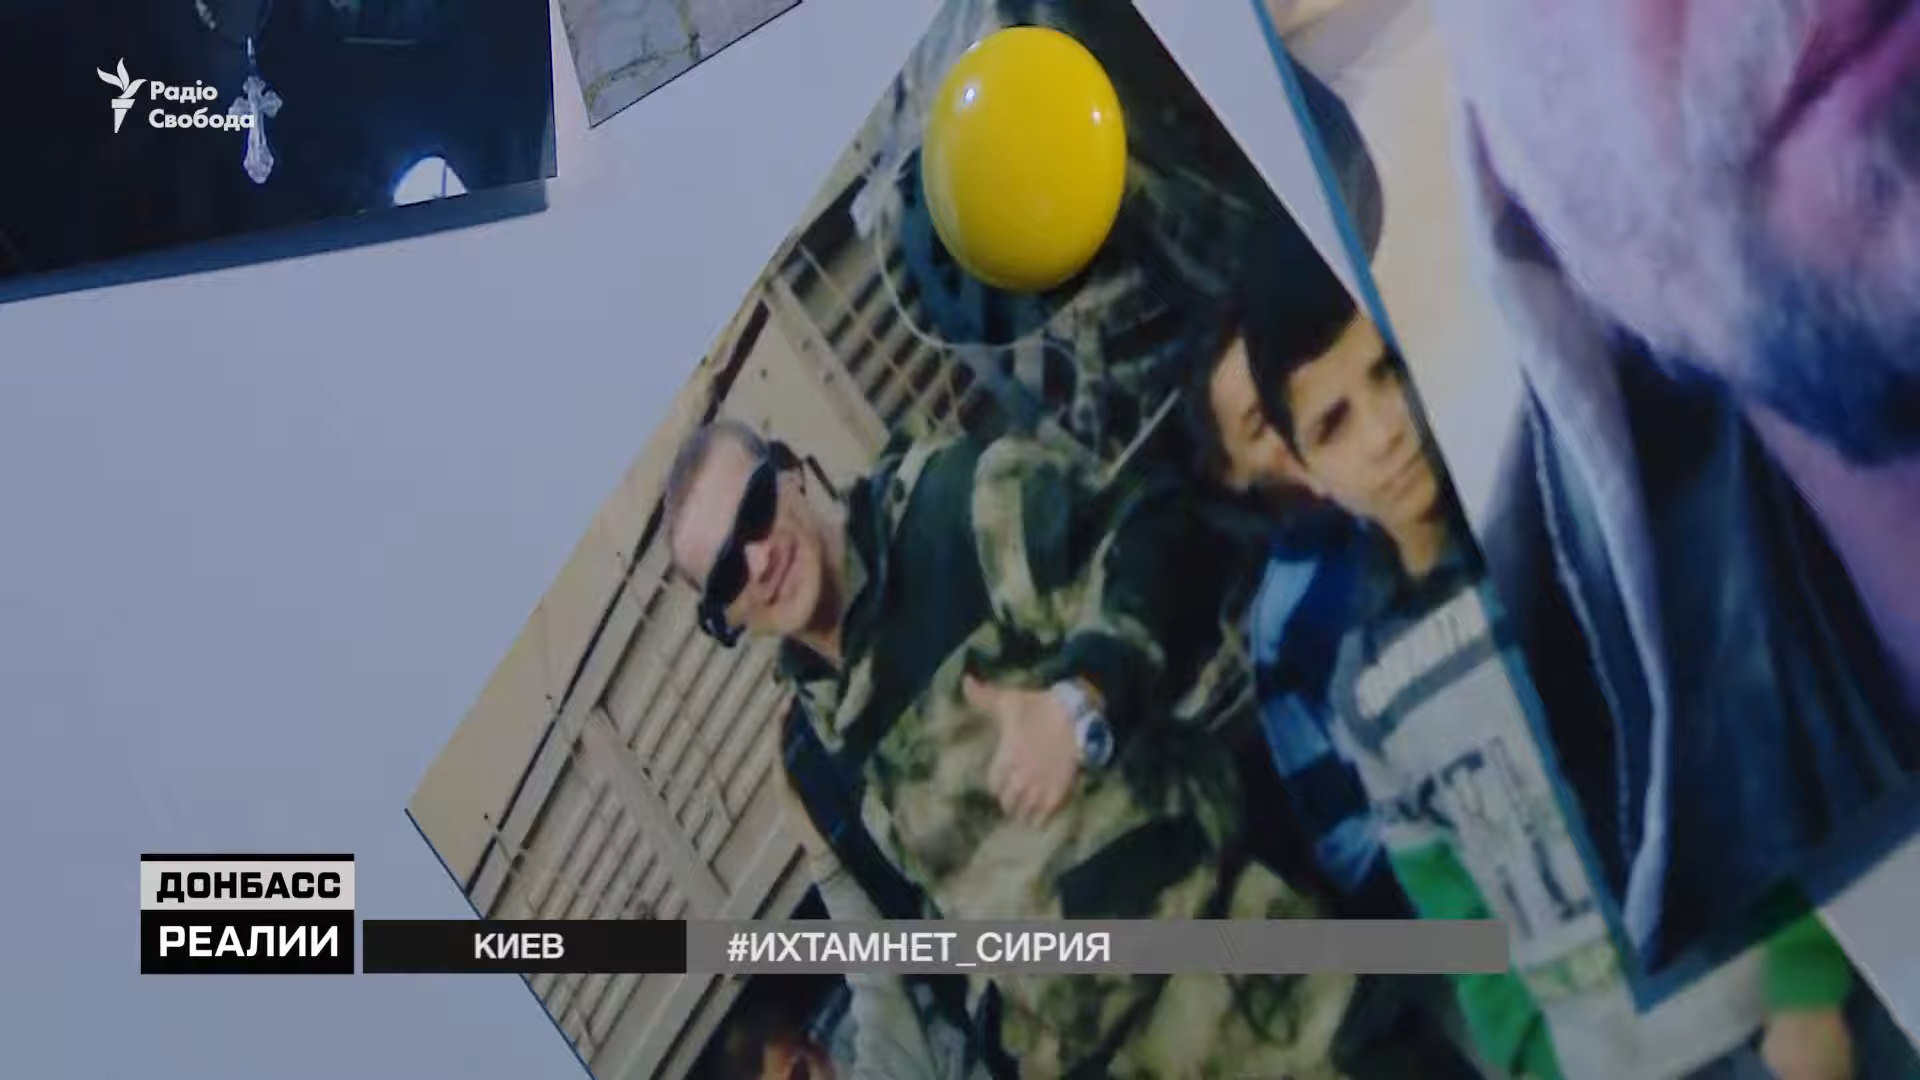 Радіо
Свобода
ДОНБАСС
РЕАЛИИ
КИЕВ
#ИХТАМНЕТ_СИРИЯ